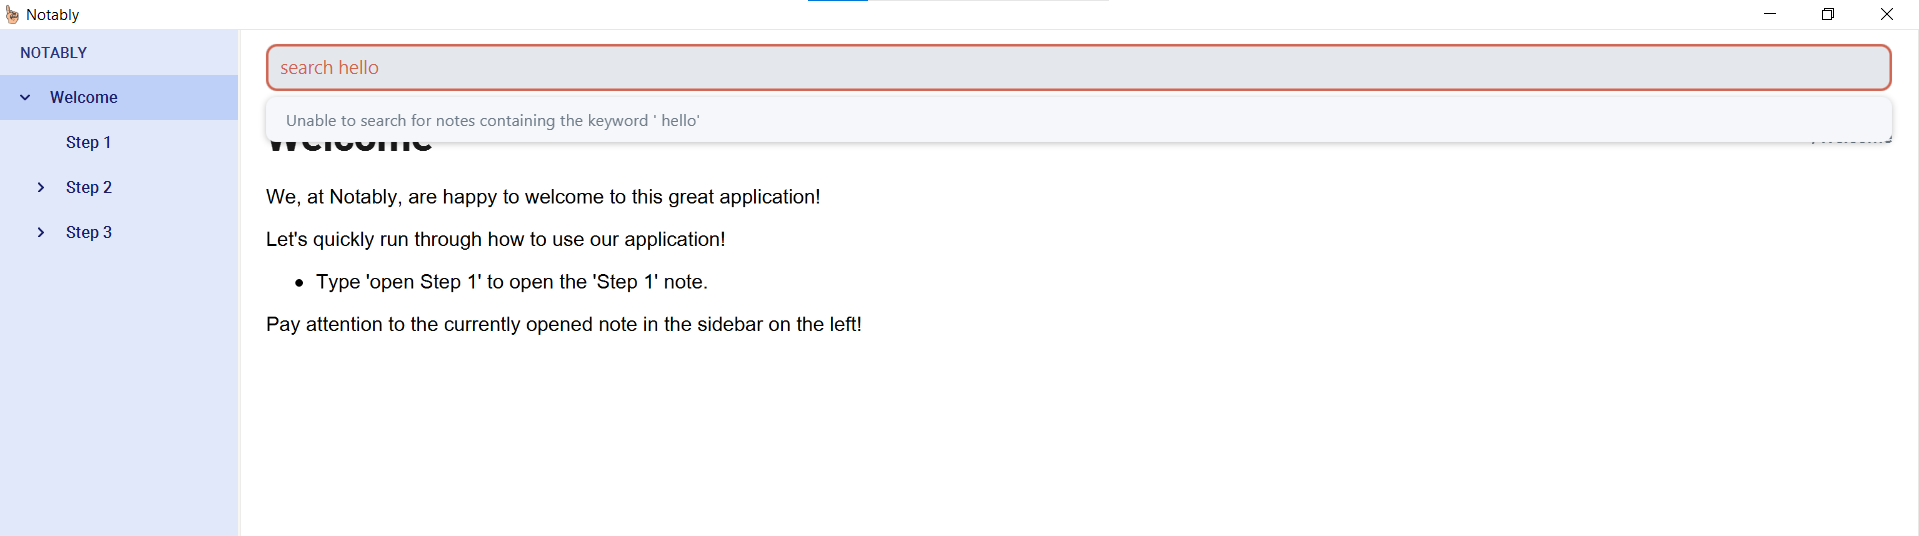 Notably
NOTABLY
Welcome
Step 1
Step 2
Step 3
search hello
Unable to search for notes containing the keyword ' hello'
Welcome
We, at Notably, are happy to welcome to this great application!
Let's quickly run through how to use our application!
Type 'open Step 1' to open the 'Step 1' note.
Pay attention to the currently opened note in the sidebar on the left!